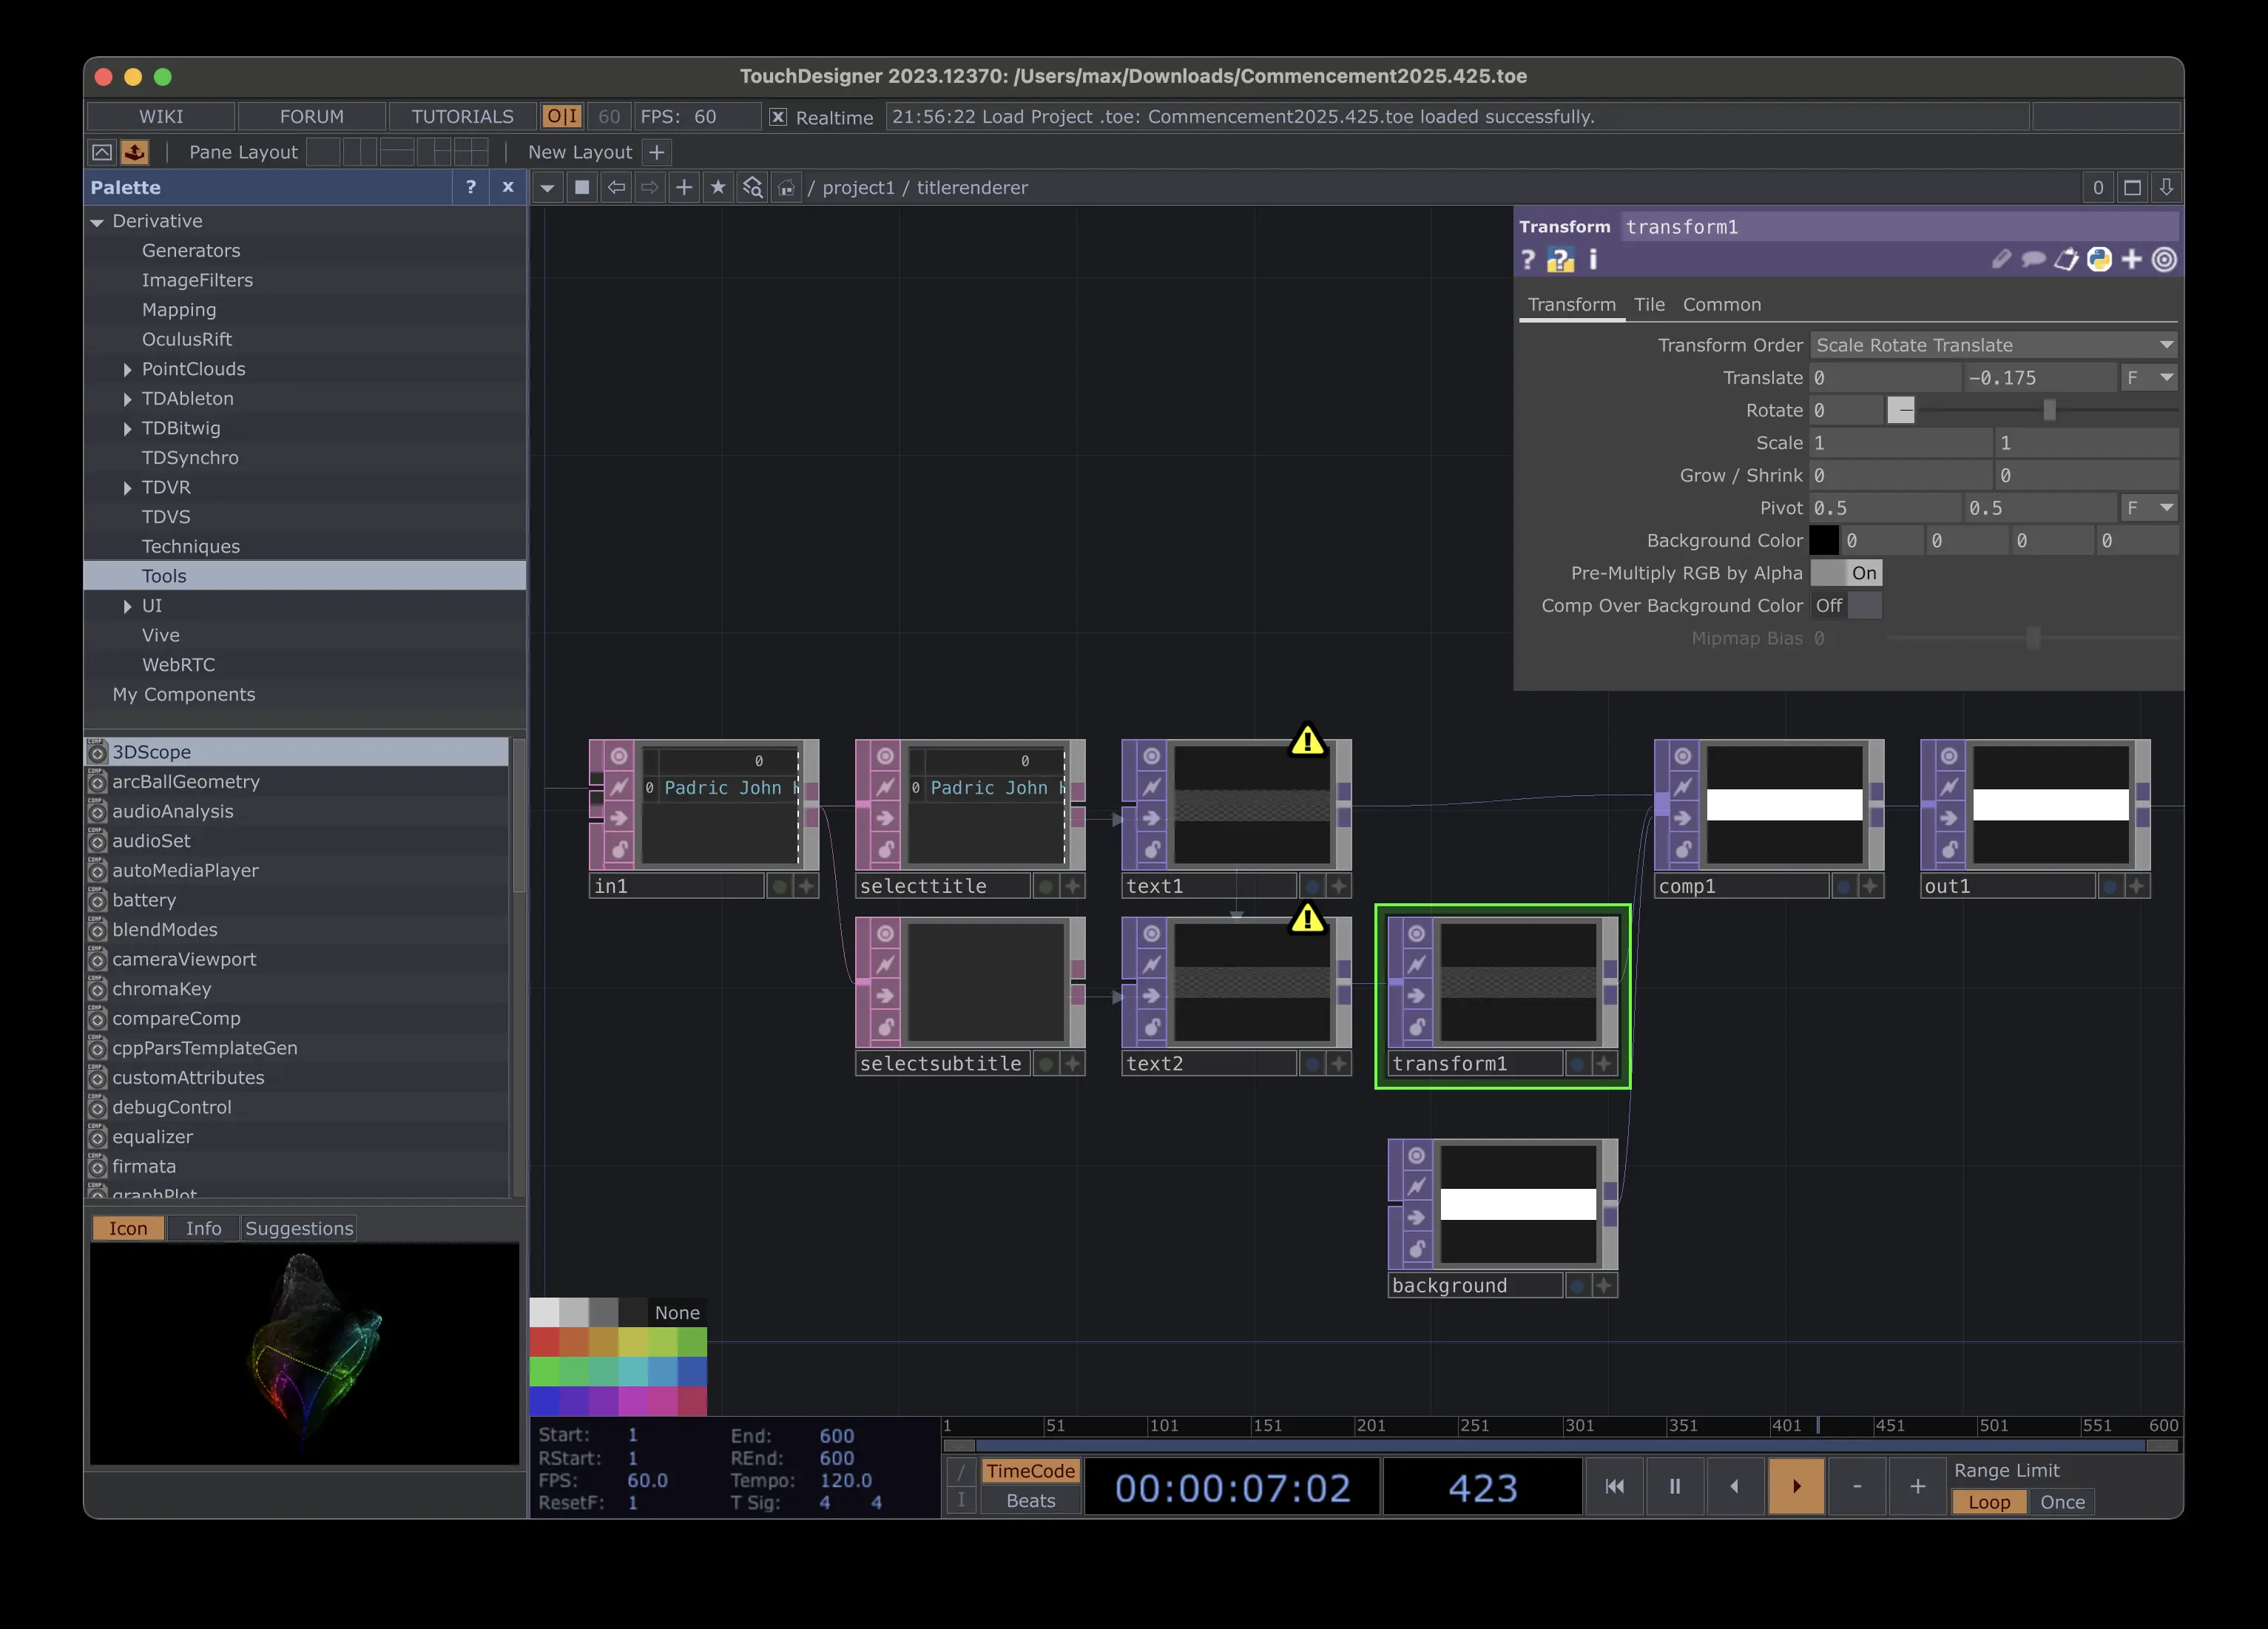 TouchDesigner 2023.12370: /Users/max/Downloads/Commencement2025.425.toe
WIKI FORUM TUTORIALS O|I 60 FPS: 60 Realtime 21:56:22 Load Project .toe: Commencement2025.425.toe loaded successfully.
Pane Layout New Layout +
Palette ? x
/ project1 / titlerenderer 0
Derivative
Generators
ImageFilters
Mapping
OculusRift
PointClouds
TDAbleton
TDBitwig
TDSynchro
TDVR
TDVS
Techniques
Tools
UI
Vive
WebRTC
My Components
3DScope
arcBallGeometry
audioAnalysis
audioSet
autoMediaPlayer
battery
blendModes
cameraViewport
chromaKey
compareComp
cppParsTemplateGen
customAttributes
debugControl
equalizer
firmata
graphPlot
Icon Info Suggestions
Transform transform1
? ? i
Transform Tile Common
Transform Order Scale Rotate Translate
Translate 0 -0.175 F
Rotate 0
Scale 1 1
Grow / Shrink 0 0
Pivot 0.5 0.5 F
Background Color 0 0 0 0
Pre-Multiply RGB by Alpha On
Comp Over Background Color Off
Mipmap Bias 0
0
0 Padric John
in1
0
0 Padric John
selecttitle
text1
comp1
out1
selectsubtitle
text2
transform1
background
None
Start: 1 End: 600
RStart: 1 REnd: 600
FPS: 60.0 Tempo: 120.0
ResetF: 1 T Sig: 4 4
1 51 101 151 201 251 301 351 401 451 501 551 600
/ TimeCode
I Beats
00:00:07:02 423
- +
Range Limit
Loop Once